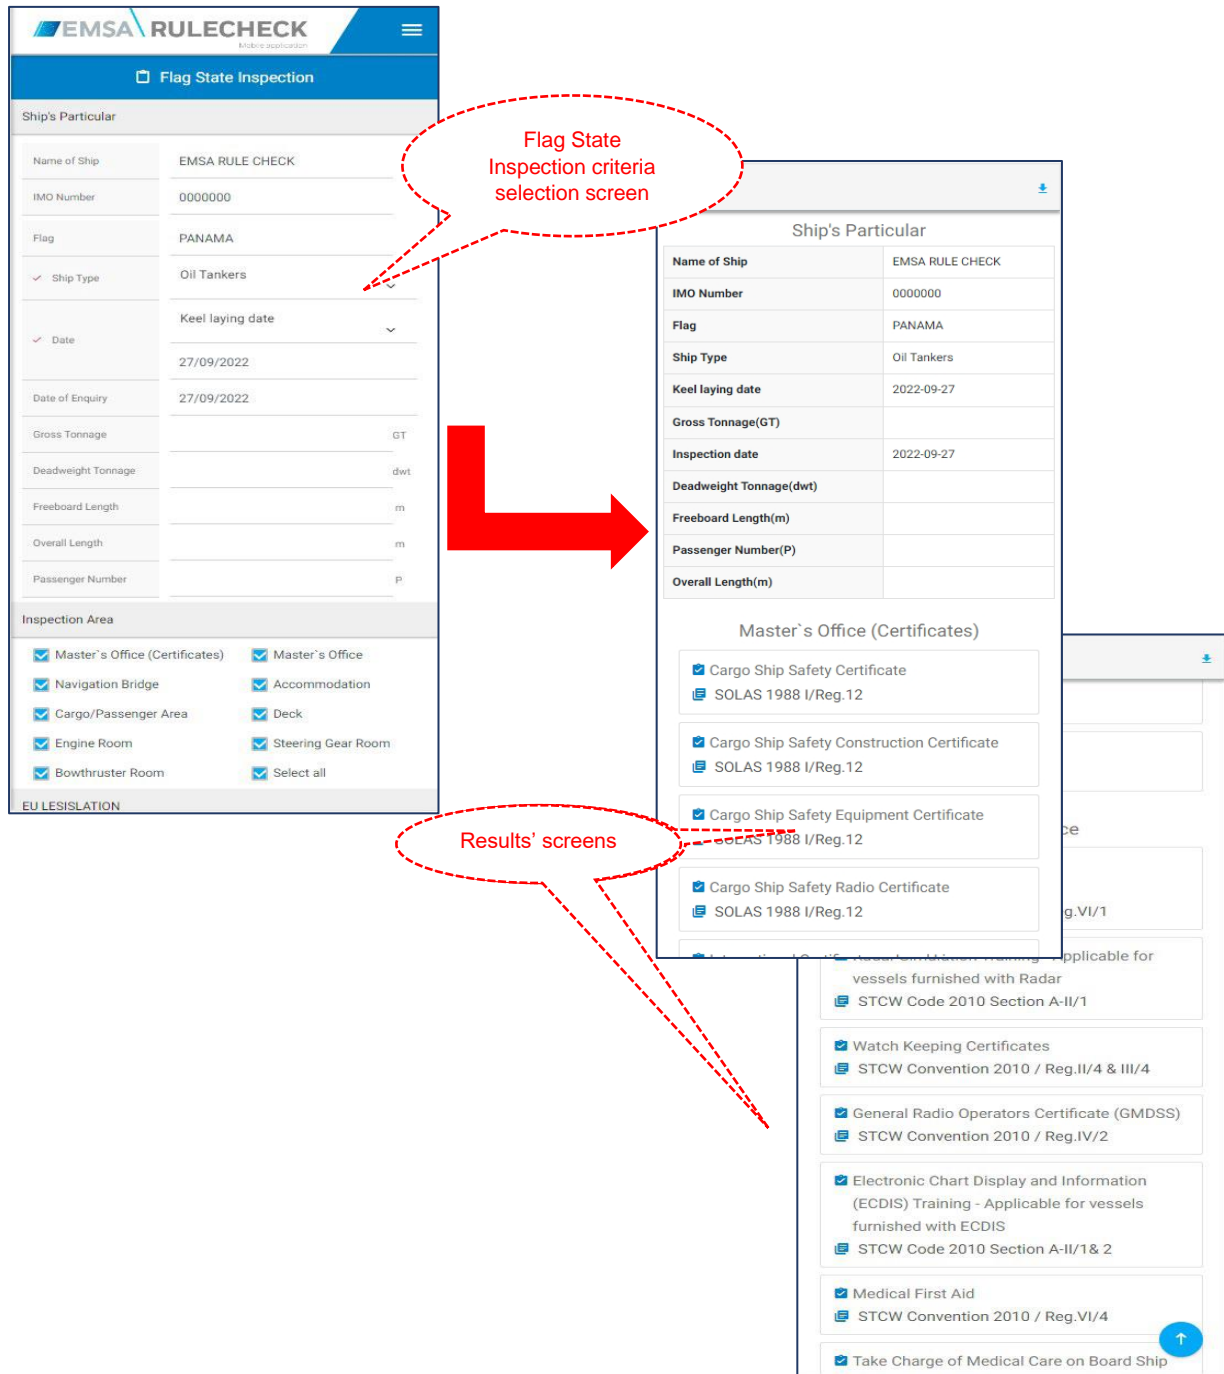 EMSA RULECHECK
Mobile application
Flag State Inspection
Ship's Particular
Name of Ship EMSA RULE CHECK
IMO Number 0000000
Flag PANAMA
Ship Type Oil Tankers
Keel laying date
Date
27/09/2022
Date of Enquiry 27/09/2022
Gross Tonnage GT
Deadweight Tonnage dwt
Freeboard Length m
Overall Length m
Passenger Number P
Inspection Area
Master`s Office (Certificates) Master`s Office
Navigation Bridge Accommodation
Cargo/Passenger Area Deck
Engine Room Steering Gear Room
Bowthruster Room Select all
EU LESISLATION
Flag State
Inspection criteria
selection screen
Ship's Particular
Name of Ship EMSA RULE CHECK
IMO Number 0000000
Flag PANAMA
Ship Type Oil Tankers
Keel laying date 2022-09-27
Gross Tonnage(GT)
Inspection date 2022-09-27
Deadweight Tonnage(dwt)
Freeboard Length(m)
Passenger Number(P)
Overall Length(m)
Master`s Office (Certificates)
Cargo Ship Safety Certificate
SOLAS 1988 I/Reg.12
Cargo Ship Safety Construction Certificate
SOLAS 1988 I/Reg.12
Cargo Ship Safety Equipment Certificate
SOLAS 1988 I/Reg.12
Cargo Ship Safety Radio Certificate
SOLAS 1988 I/Reg.12
Results' screens
ce
g.VI/1
Applicable for
vessels furnished with Radar
STCW Code 2010 Section A-II/1
Watch Keeping Certificates
STCW Convention 2010 / Reg.II/4 & III/4
General Radio Operators Certificate (GMDSS)
STCW Convention 2010 / Reg.IV/2
Electronic Chart Display and Information
(ECDIS) Training - Applicable for vessels
furnished with ECDIS
STCW Code 2010 Section A-II/1& 2
Medical First Aid
STCW Convention 2010 / Reg.VI/4
Take Charge of Medical Care on Board Ship